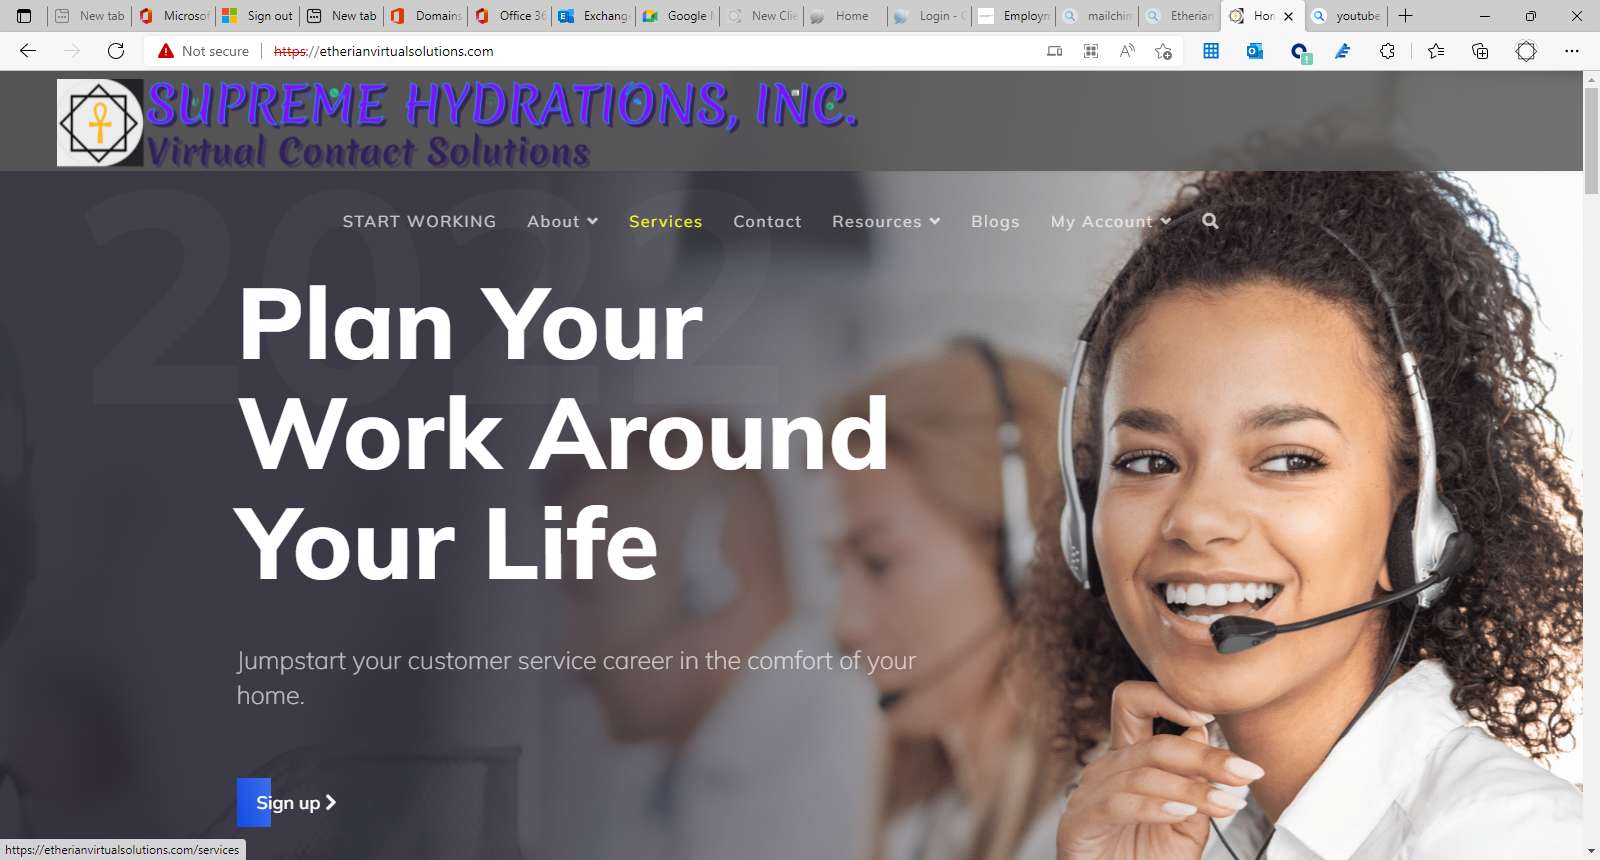 New tab
Microsof
Sign out
New tab
Domains
Office 36
Exchang
Google M
New Clie
Home
Login - G
Employm
mailchim
Etherian
Hom
youtube
Not secure
https://etherianvirtualsolutions.com
SUPREME HYDRATIONS, INC.
Virtual Contact Solutions
2022
START WORKING About Services Contact Resources Blogs My Account
Plan Your
Work Around
Your Life
Jumpstart your customer service career in the comfort of your
home.
Sign up
https://etherianvirtualsolutions.com/services